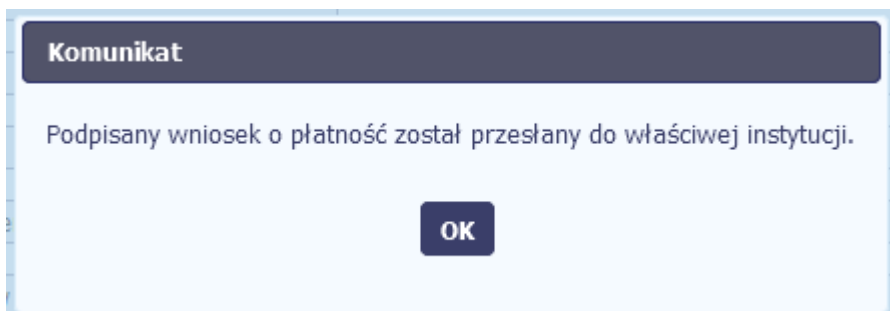 Komunikat
Podpisany wniosek o płatność został przesłany do właściwej instytucji.
OK